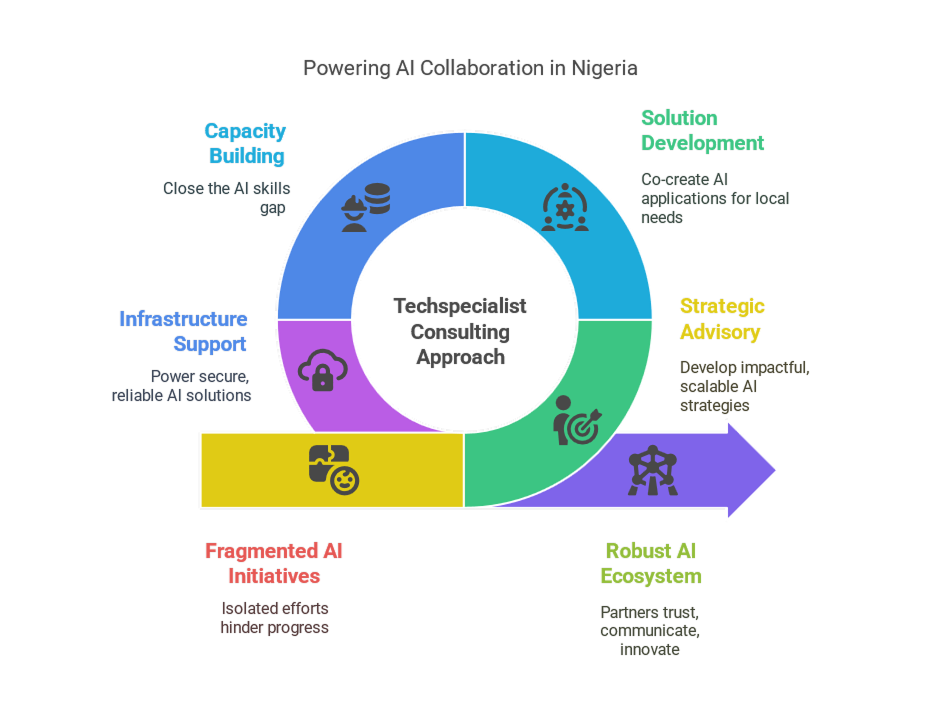 Powering AI Collaboration in Nigeria
Capacity
Building
Close the AI skills
gap
Solution
Development
Co-create AI
applications for local
needs
Infrastructure
Support
Power secure,
reliable AI solutions
Techspecialist
Consulting
Approach
Strategic
Advisory
Develop impactful,
scalable AI
strategies
Fragmented AI
Initiatives
Isolated efforts
hinder progress
Robust AI
Ecosystem
Partners trust,
communicate,
innovate